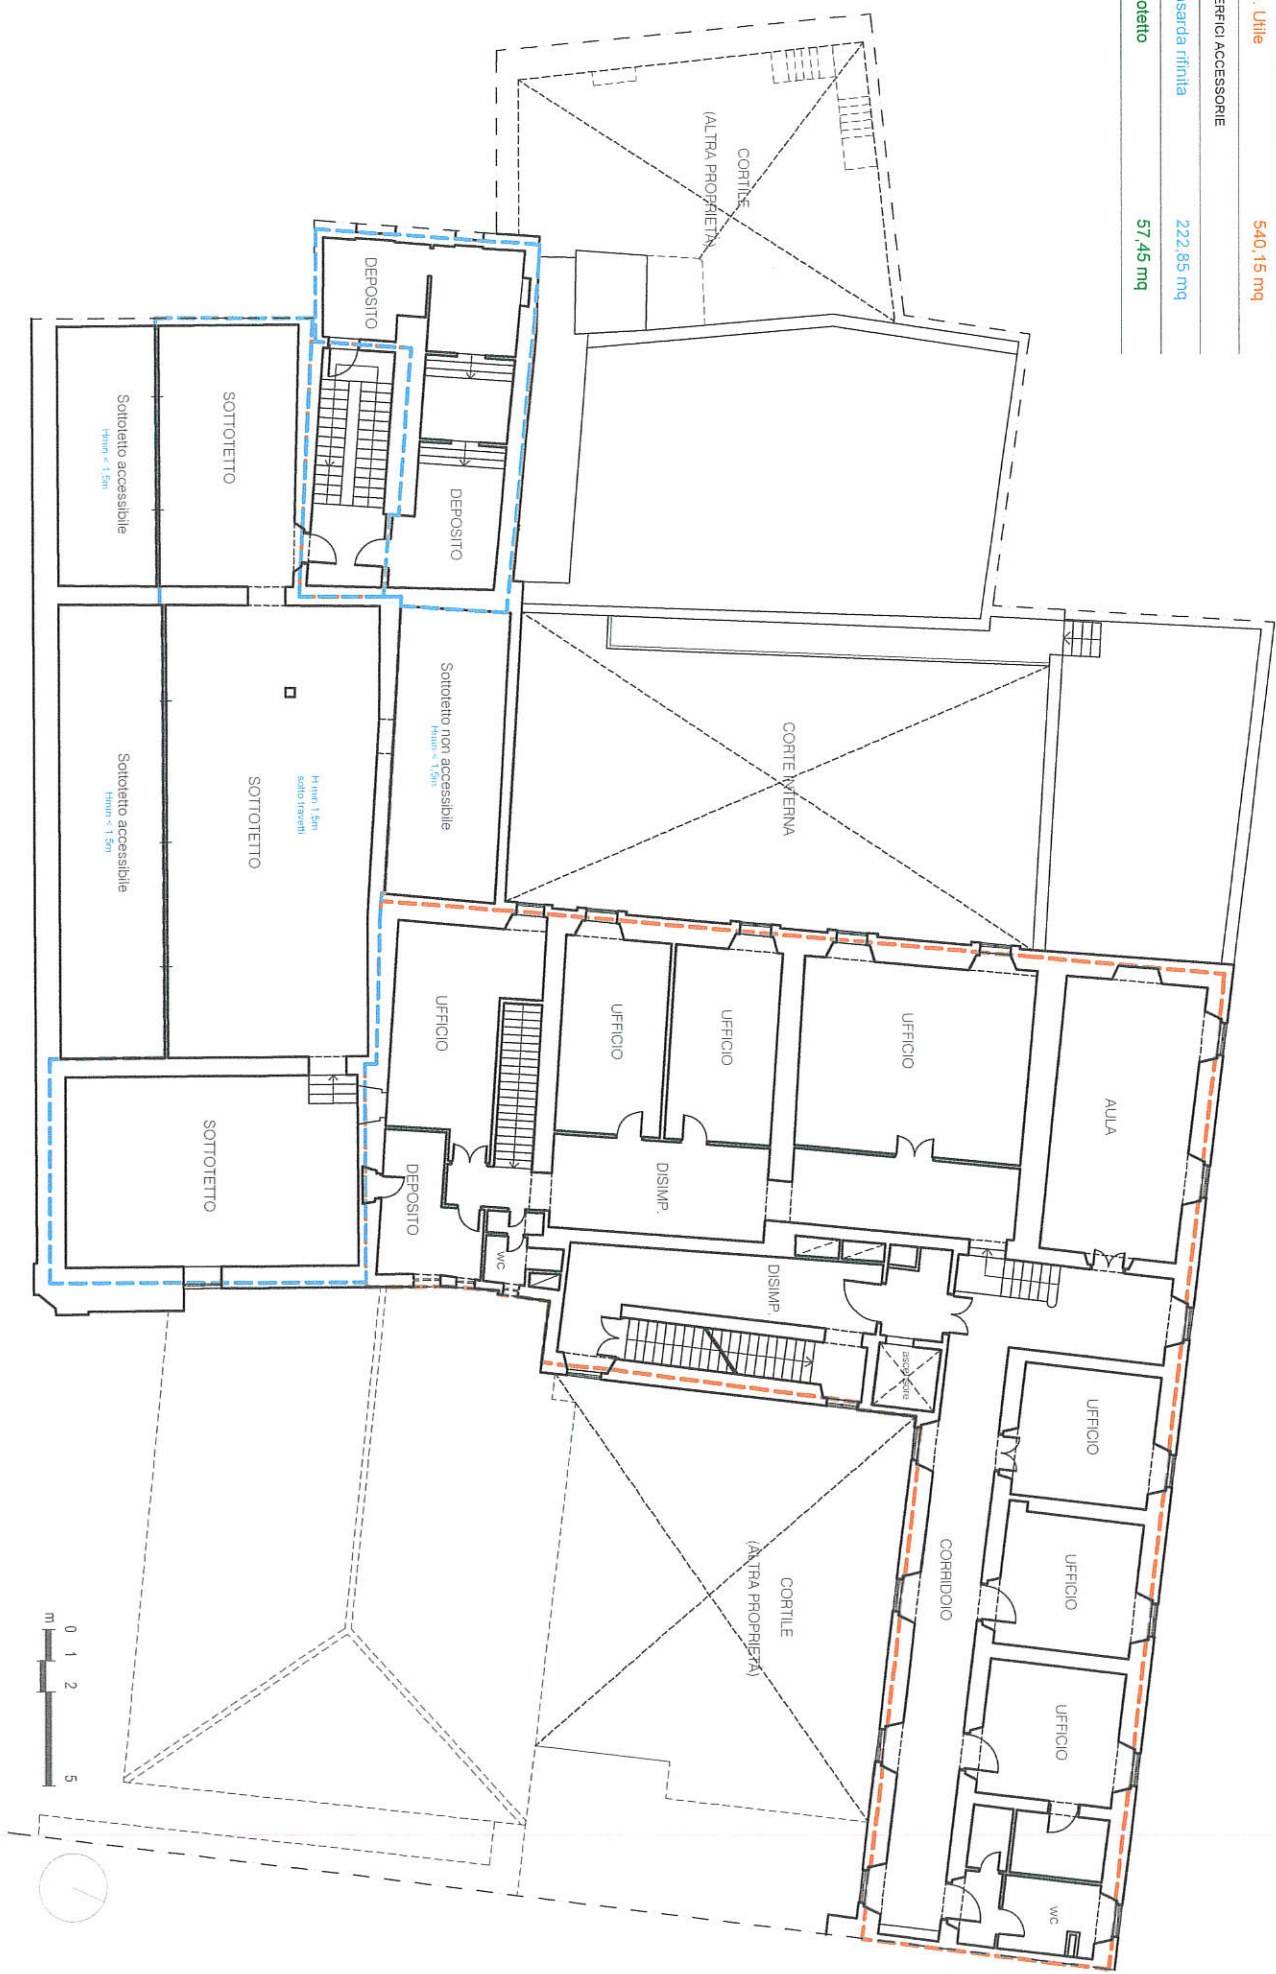 . Utile 540,15 mq
ERFICI ACCESSORIE
sarda rifinita 222,85 mq
otetto 57,45 mq
CORTILE
(ALTRA PROPRIETA)
DEPOSITO
DEPOSITO
SOTTOTETTO
Sottotetto accessibile
Hmin < 1,5m
Sottotetto non accessibile
Hmin < 1,5m
CORTE INTERNA
H min 1,5m
sotto travetti
SOTTOTETTO
Sottotetto accessibile
Hmin < 1,5m
AULA
UFFICIO
UFFICIO
UFFICIO
UFFICIO
DISIMP.
DEPOSITO
SOTTOTETTO
wc
DISIMP.
ascensore
UFFICIO
UFFICIO
UFFICIO
CORRIDOIO
CORTILE
(ALTRA PROPRIETA)
wc
m 0 1 2 5